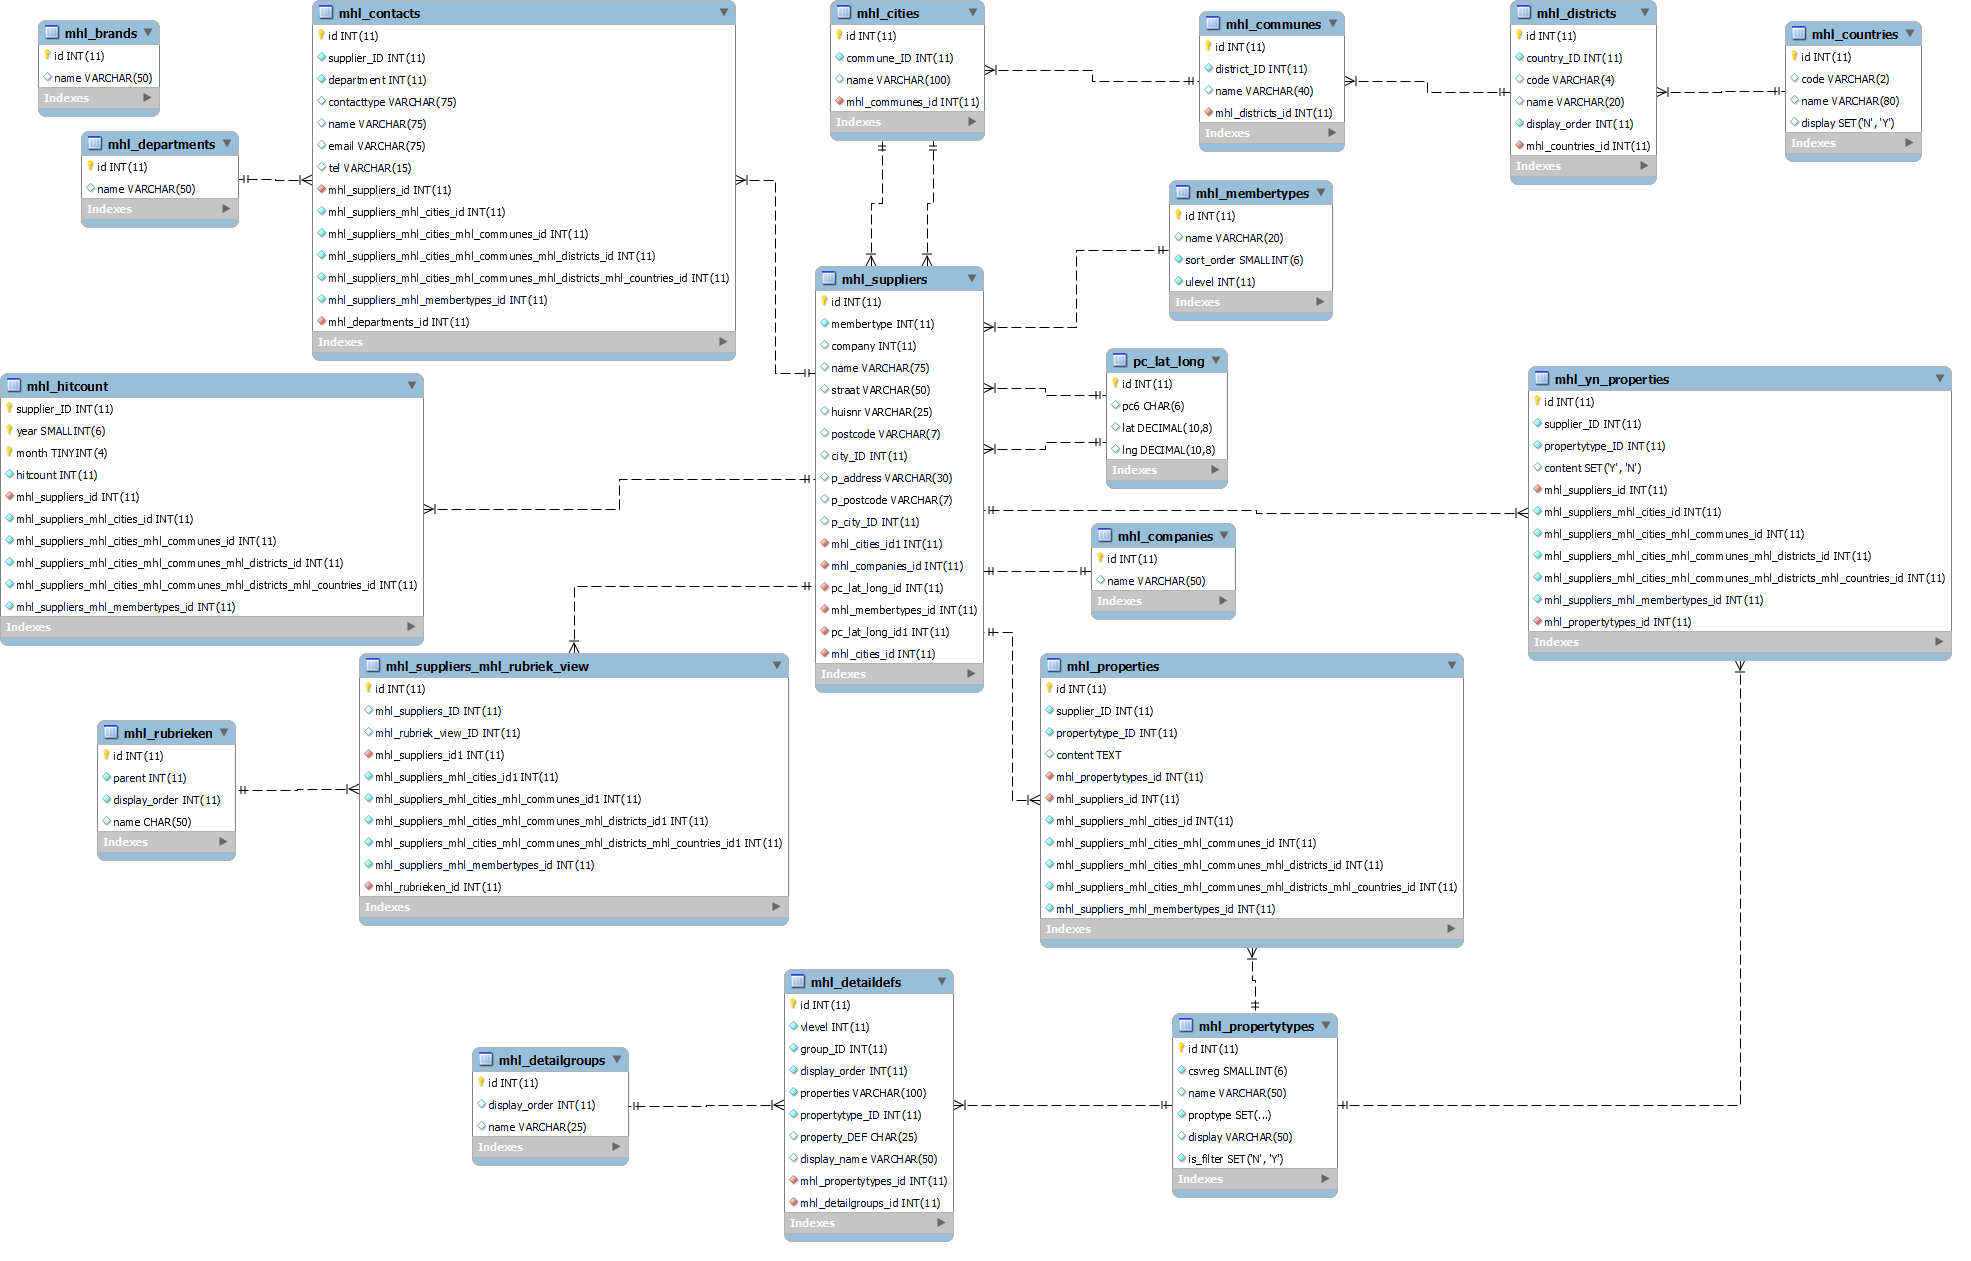 mhl_brands
id INT(11)
name VARCHAR(50)
Indexes
mhl_departments
id INT(11)
name VARCHAR(50)
Indexes
mhl_contacts
id INT(11)
supplier_ID INT(11)
department INT(11)
contacttype VARCHAR(75)
name VARCHAR(75)
email VARCHAR(75)
tel VARCHAR(15)
mhl_suppliers_id INT(11)
mhl_suppliers_mhl_cities_id INT(11)
mhl_suppliers_mhl_cities_mhl_communes_id INT(11)
mhl_suppliers_mhl_cities_mhl_communes_mhl_districts_id INT(11)
mhl_suppliers_mhl_cities_mhl_communes_mhl_districts_mhl_countries_id INT(11)
mhl_suppliers_mhl_membertypes_id INT(11)
mhl_departments_id INT(11)
Indexes
mhl_cities
id INT(11)
commune_ID INT(11)
name VARCHAR(100)
mhl_communes_id INT(11)
Indexes
mhl_communes
id INT(11)
district_ID INT(11)
name VARCHAR(40)
mhl_districts_id INT(11)
Indexes
mhl_districts
id INT(11)
country_ID INT(11)
code VARCHAR(4)
name VARCHAR(20)
display_order INT(11)
mhl_countries_id INT(11)
Indexes
mhl_countries
id INT(11)
code VARCHAR(2)
name VARCHAR(80)
display SET('N', 'Y')
Indexes
mhl_membertypes
id INT(11)
name VARCHAR(20)
sort_order SMALLINT(6)
ulevel INT(11)
Indexes
mhl_suppliers
id INT(11)
membertype INT(11)
company INT(11)
name VARCHAR(75)
straat VARCHAR(50)
huisnr VARCHAR(25)
postcode VARCHAR(7)
city_ID INT(11)
p_address VARCHAR(30)
p_postcode VARCHAR(7)
p_city_ID INT(11)
mhl_cities_id1 INT(11)
mhl_companies_id INT(11)
pc_lat_long_id INT(11)
mhl_membertypes_id INT(11)
pc_lat_long_id1 INT(11)
mhl_cities_id INT(11)
Indexes
pc_lat_long
id INT(11)
pc6 CHAR(6)
lat DECIMAL(10,8)
lng DECIMAL(10,8)
Indexes
mhl_companies
id INT(11)
name VARCHAR(50)
Indexes
mhl_hitcount
supplier_ID INT(11)
year SMALLINT(6)
month TINYINT(4)
hitcount INT(11)
mhl_suppliers_id INT(11)
mhl_suppliers_mhl_cities_id INT(11)
mhl_suppliers_mhl_cities_mhl_communes_id INT(11)
mhl_suppliers_mhl_cities_mhl_communes_mhl_districts_id INT(11)
mhl_suppliers_mhl_cities_mhl_communes_mhl_districts_mhl_countries_id INT(11)
mhl_suppliers_mhl_membertypes_id INT(11)
Indexes
mhl_yn_properties
id INT(11)
supplier_ID INT(11)
propertytype_ID INT(11)
content SET('Y', 'N')
mhl_suppliers_id INT(11)
mhl_suppliers_mhl_cities_id INT(11)
mhl_suppliers_mhl_cities_mhl_communes_id INT(11)
mhl_suppliers_mhl_cities_mhl_communes_mhl_districts_id INT(11)
mhl_suppliers_mhl_cities_mhl_communes_mhl_districts_mhl_countries_id INT(11)
mhl_suppliers_mhl_membertypes_id INT(11)
mhl_propertytypes_id INT(11)
Indexes
mhl_suppliers_mhl_rubriek_view
id INT(11)
mhl_suppliers_ID INT(11)
mhl_rubriek_view_ID INT(11)
mhl_suppliers_id1 INT(11)
mhl_suppliers_mhl_cities_id1 INT(11)
mhl_suppliers_mhl_cities_mhl_communes_id1 INT(11)
mhl_suppliers_mhl_cities_mhl_communes_mhl_districts_id1 INT(11)
mhl_suppliers_mhl_cities_mhl_communes_mhl_districts_mhl_countries_id1 INT(11)
mhl_suppliers_mhl_membertypes_id INT(11)
mhl_rubrieken_id INT(11)
Indexes
mhl_rubrieken
id INT(11)
parent INT(11)
display_order INT(11)
name CHAR(50)
Indexes
mhl_properties
id INT(11)
supplier_ID INT(11)
propertytype_ID INT(11)
content TEXT
mhl_propertytypes_id INT(11)
mhl_suppliers_id INT(11)
mhl_suppliers_mhl_cities_id INT(11)
mhl_suppliers_mhl_cities_mhl_communes_id INT(11)
mhl_suppliers_mhl_cities_mhl_communes_mhl_districts_id INT(11)
mhl_suppliers_mhl_cities_mhl_communes_mhl_districts_mhl_countries_id INT(11)
mhl_suppliers_mhl_membertypes_id INT(11)
Indexes
mhl_detailgroups
id INT(11)
display_order INT(11)
name VARCHAR(25)
Indexes
mhl_detaildefs
id INT(11)
vlevel INT(11)
group_ID INT(11)
display_order INT(11)
properties VARCHAR(100)
propertytype_ID INT(11)
property_DEF CHAR(25)
display_name VARCHAR(50)
mhl_propertytypes_id INT(11)
mhl_detailgroups_id INT(11)
Indexes
mhl_propertytypes
id INT(11)
csvreg SMALLINT(6)
name VARCHAR(50)
proptype SET(...)
display VARCHAR(50)
is_filter SET('N', 'Y')
Indexes